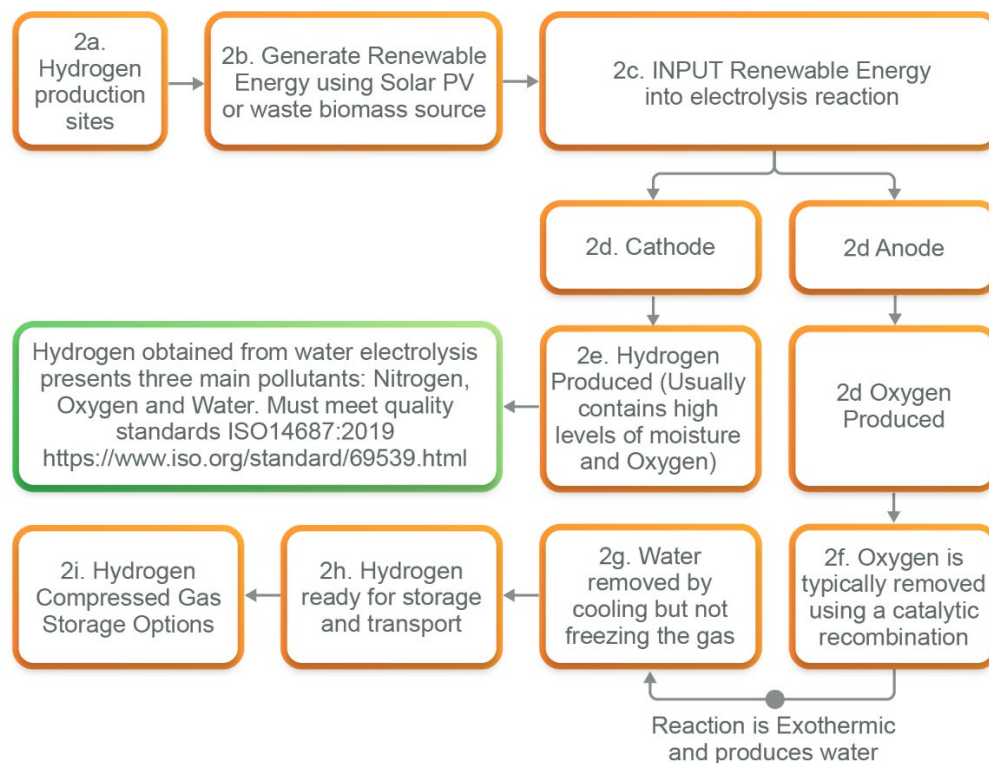 2a.
Hydrogen
production
sites
2b. Generate Renewable
Energy using Solar PV
or waste biomass source
2c. INPUT Renewable Energy
into electrolysis reaction
2d. Cathode
2d Anode
Hydrogen obtained from water electrolysis
presents three main pollutants: Nitrogen,
Oxygen and Water. Must meet quality
standards ISO14687:2019
https://www.iso.org/standard/69539.html
2e. Hydrogen
Produced (Usually
contains high
levels of moisture
and Oxygen)
2d Oxygen
Produced
2i. Hydrogen
Compressed Gas
Storage Options
2h. Hydrogen
ready for storage
and transport
2g. Water
removed by
cooling but not
freezing the gas
2f. Oxygen is
typically removed
using a catalytic
recombination
Reaction is Exothermic
and produces water